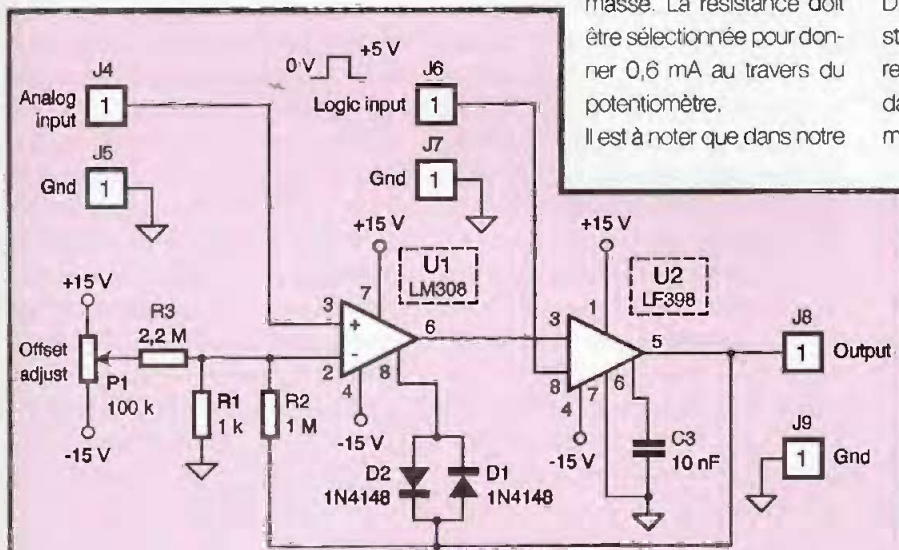 masse. La résistance doit
être sélectionnée pour don-
ner 0,6 mA au travers du
potentiomètre.
Il est à noter que dans notre
D
st
re
da
m
J4
Analog
input
1
J5
Gnd
1
+5 V
0 V
J6
Logic input
1
J7
Gnd
1
+15 V
U1
LM308
3
+
7
6
-
2
4
8
-15 V
+15 V
Offset
adjust
P1
100 k
-15 V
R3
2,2 M
R1
1 k
R2
1 M
D2
1N4148
D1
1N4148
+15 V
U2
LF398
1
3
5
8
4
7
6
-15 V
C3
10 nF
J8
1
Output
J9
1
Gnd